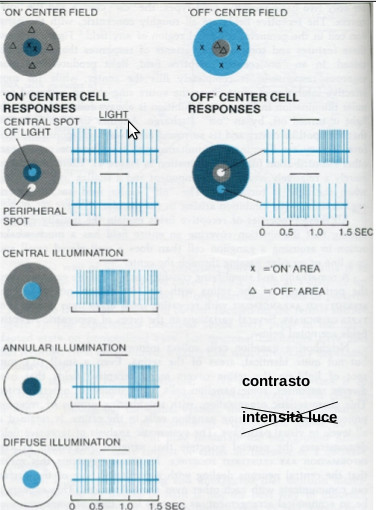 'ON' CENTER FIELD
'OFF' CENTER FIELD
'ON' CENTER CELL
RESPONSES
CENTRAL SPOT
OF LIGHT
LIGHT
PERIPHERAL
SPOT
'OFF' CENTER CELL
RESPONSES
0 0.5 1.0 1.5 SEC
CENTRAL ILLUMINATION
x ='ON' AREA
△ ='OFF' AREA
ANNULAR ILLUMINATION
contrasto
intensità luce
DIFFUSE ILLUMINATION
0 0.5 1.0 1.5 SEC